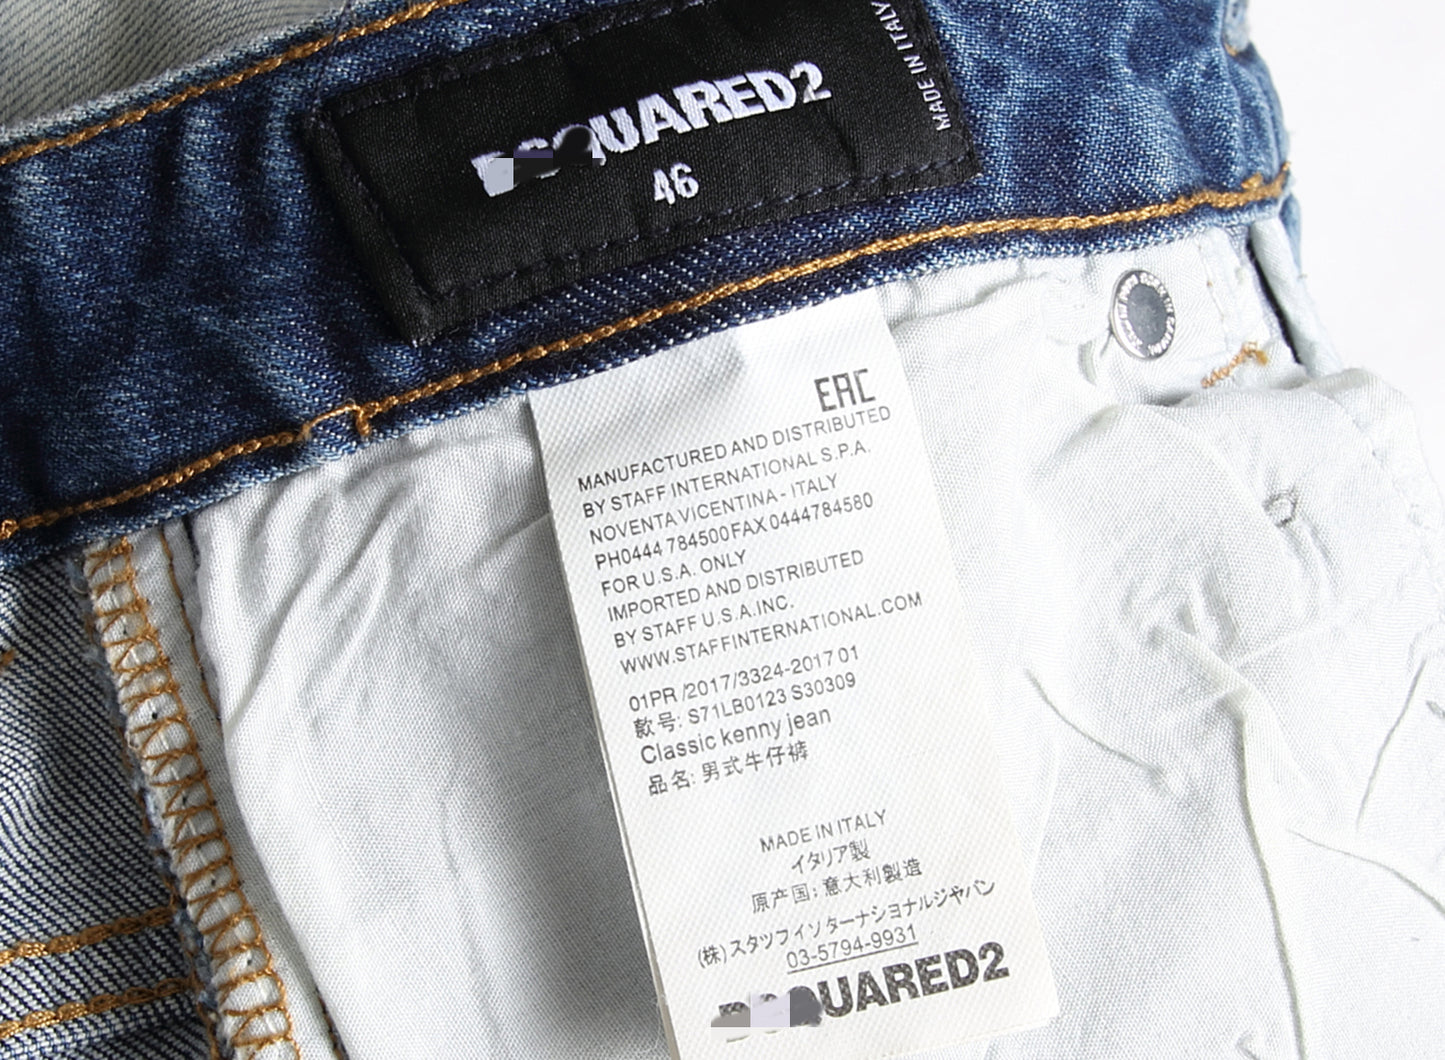 DSQUARED2
46
MADE IN ITALY
EAC
MANUFACTURED AND DISTRIBUTED
BY STAFF INTERNATIONAL S.P.A.
NOVENTA VICENTINA - ITALY
PH0444 784500FAX 0444784580
FOR U.S.A. ONLY
IMPORTED AND DISTRIBUTED
BY STAFF U.S.A.INC.
WWW.STAFFINTERNATIONAL.COM
01PR /2017/3324-2017 01
款号: S71LB0123 S30309
Classic kenny jean
品名: 男式牛仔裤
MADE IN ITALY
イタリア製
原产国: 意大利製造
(株)スタッフインターナショナルジャパン
03-5794-9931
DSQUARED2